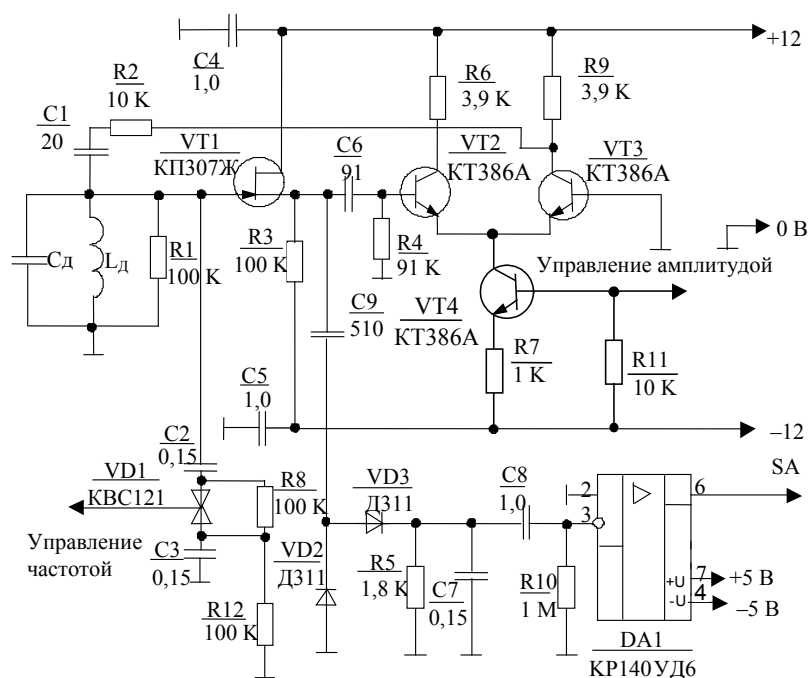 C4
1,0
+12
R2
10 K
R6
3,9 K
R9
3,9 K
C1
20
VT1
КП307Ж
C6
91
VT2
КТ386А
VT3
КТ386А
Cд
Lд
R1
100 K
R3
100 K
R4
91 K
0 В
Управление амплитудой
C9
510
VT4
КТ386А
R7
1 K
R11
10 K
C5
1,0
–12
C2
0,15
SA
VD1
КВС121
R8
100 K
VD3
Д311
C8
1,0
2
3
6
Управление
частотой
C3
0,15
VD2
Д311
R5
1,8 K
C7
0,15
R10
1 М
+U
7
+5 В
-U
4
–5 В
R12
100 K
DA1
КР140УД6